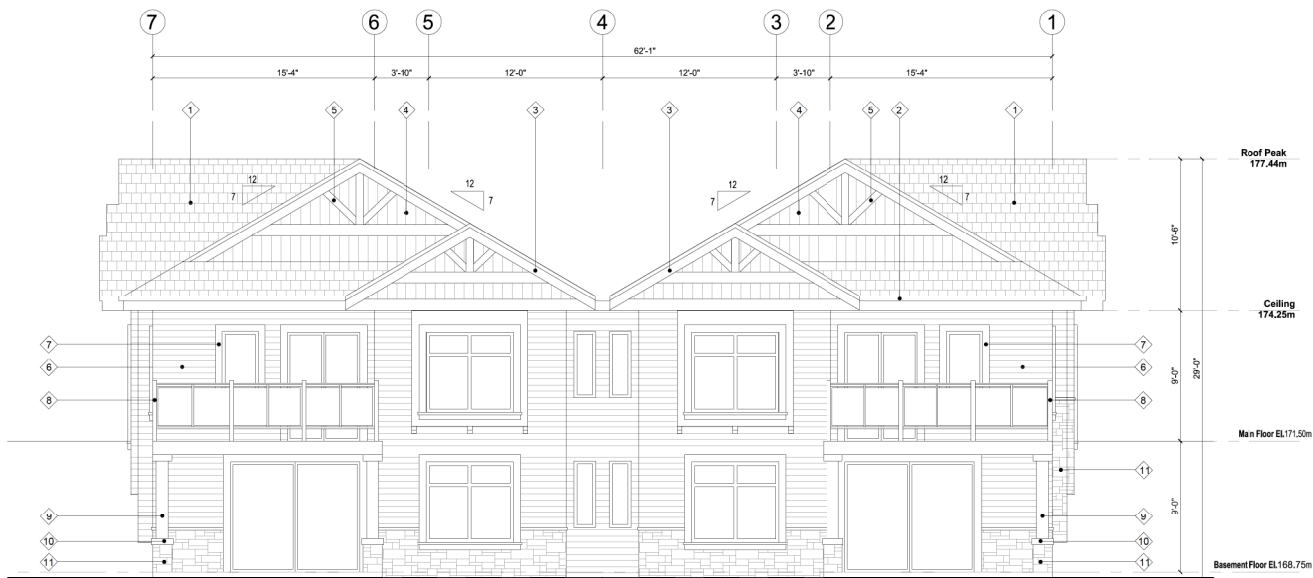 7 6 5 4 3 2 1
62'-1"
15'-4" 3'-10" 12'-0" 12'-0" 3'-10" 15'-4"
1 5 4 3 3 4 5 2 1
Roof Peak
177.44m
12 12 12 12
7 7 7 7
10'-6"
Ceiling
174.25m
7 7
6 6
9'-0" 29'-0"
8 8
Main Floor EL171.50m
11
9 9
10 10
11 11
Basement Floor EL168.75m